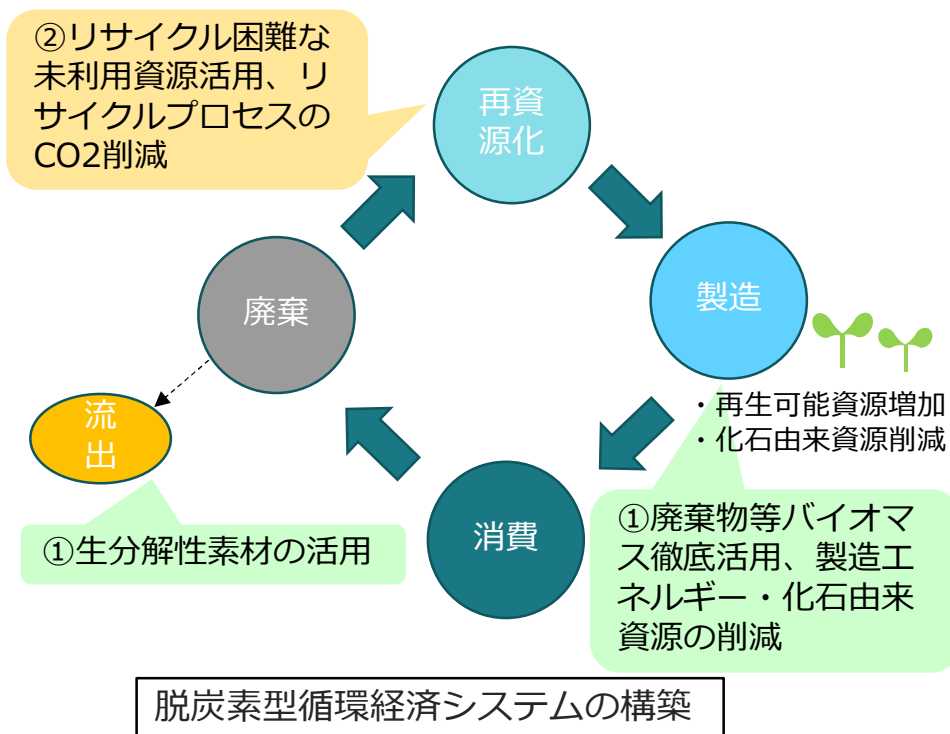 ②リサイクル困難な
未利用資源活用、リ
サイクルプロセスの
CO2削減
再資
源化
製造
・再生可能資源増加
・化石由来資源削減
廃棄
流
出
①生分解性素材の活用
消費
①廃棄物等バイオマ
ス徹底活用、製造エ
ネルギー・化石由来
資源の削減
脱炭素型循環経済システムの構築